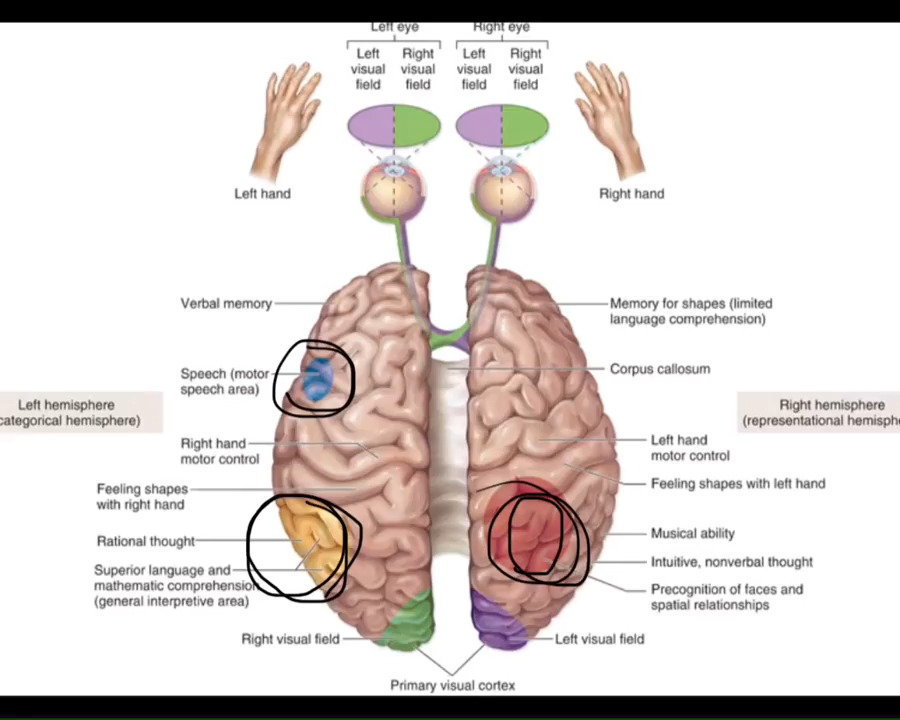 Left eye
Right eye
Left
visual
field
Right
visual
field
Left
visual
field
Right
visual
field
Left hand
Right hand
Verbal memory
Memory for shapes (limited
language comprehension)
Speech (motor
speech area)
Corpus callosum
Left hemisphere
categorical hemisphere)
Right hemisphere
(representational hemisphe
Right hand
motor control
Left hand
motor control
Feeling shapes
with right hand
Feeling shapes with left hand
Rational thought
Musical ability
Superior language and
mathematic comprehension
(general interpretive area)
Intuitive, nonverbal thought
Precognition of faces and
spatial relationships
Right visual field
Left visual field
Primary visual cortex